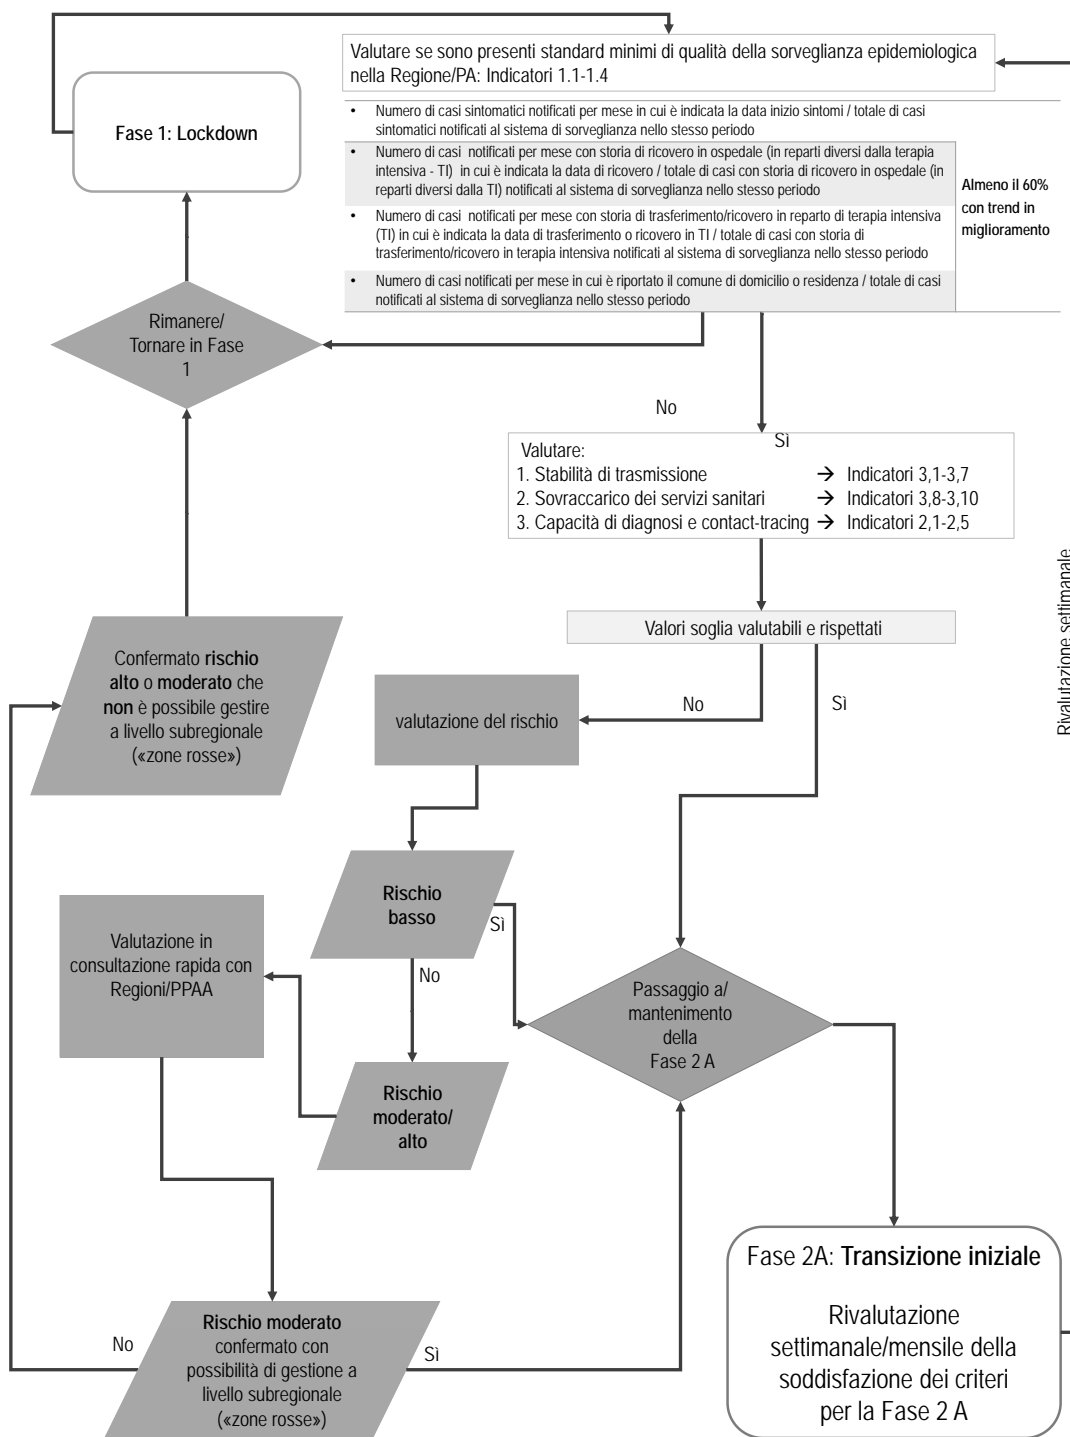 Valutare se sono presenti standard minimi di qualità della sorveglianza epidemiologica
nella Regione/PA: Indicatori 1.1-1.4
Fase 1: Lockdown
• Numero di casi sintomatici notificati per mese in cui è indicata la data inizio sintomi / totale di casi
sintomatici notificati al sistema di sorveglianza nello stesso periodo
• Numero di casi notificati per mese con storia di ricovero in ospedale (in reparti diversi dalla terapia
intensiva - TI) in cui è indicata la data di ricovero / totale di casi con storia di ricovero in ospedale (in
reparti diversi dalla TI) notificati al sistema di sorveglianza nello stesso periodo
• Numero di casi notificati per mese con storia di trasferimento/ricovero in reparto di terapia intensiva
(TI) in cui è indicata la data di trasferimento o ricovero in TI / totale di casi con storia di
trasferimento/ricovero in terapia intensiva notificati al sistema di sorveglianza nello stesso periodo
• Numero di casi notificati per mese in cui è riportato il comune di domicilio o residenza / totale di casi
notificati al sistema di sorveglianza nello stesso periodo
Almeno il 60%
con trend in
miglioramento
Rimanere/
Tornare in Fase
1
No
Sì
Valutare:
1. Stabilità di trasmissione → Indicatori 3,1-3,7
2. Sovraccarico dei servizi sanitari → Indicatori 3,8-3,10
3. Capacità di diagnosi e contact-tracing → Indicatori 2,1-2,5
Rivalutazione settimanale
Valori soglia valutabili e rispettati
Confermato rischio
alto o moderato che
non è possibile gestire
a livello subregionale
(«zone rosse»)
No
Sì
valutazione del rischio
Rischio
basso
Sì
No
Valutazione in
consultazione rapida con
Regioni/PPAA
Passaggio a/
mantenimento
della
Fase 2 A
Rischio
moderato/
alto
Fase 2A: Transizione iniziale
Rivalutazione
settimanale/mensile della
soddisfazione dei criteri
per la Fase 2 A
Rischio moderato
confermato con
possibilità di gestione a
livello subregionale
(«zone rosse»)
No
Sì